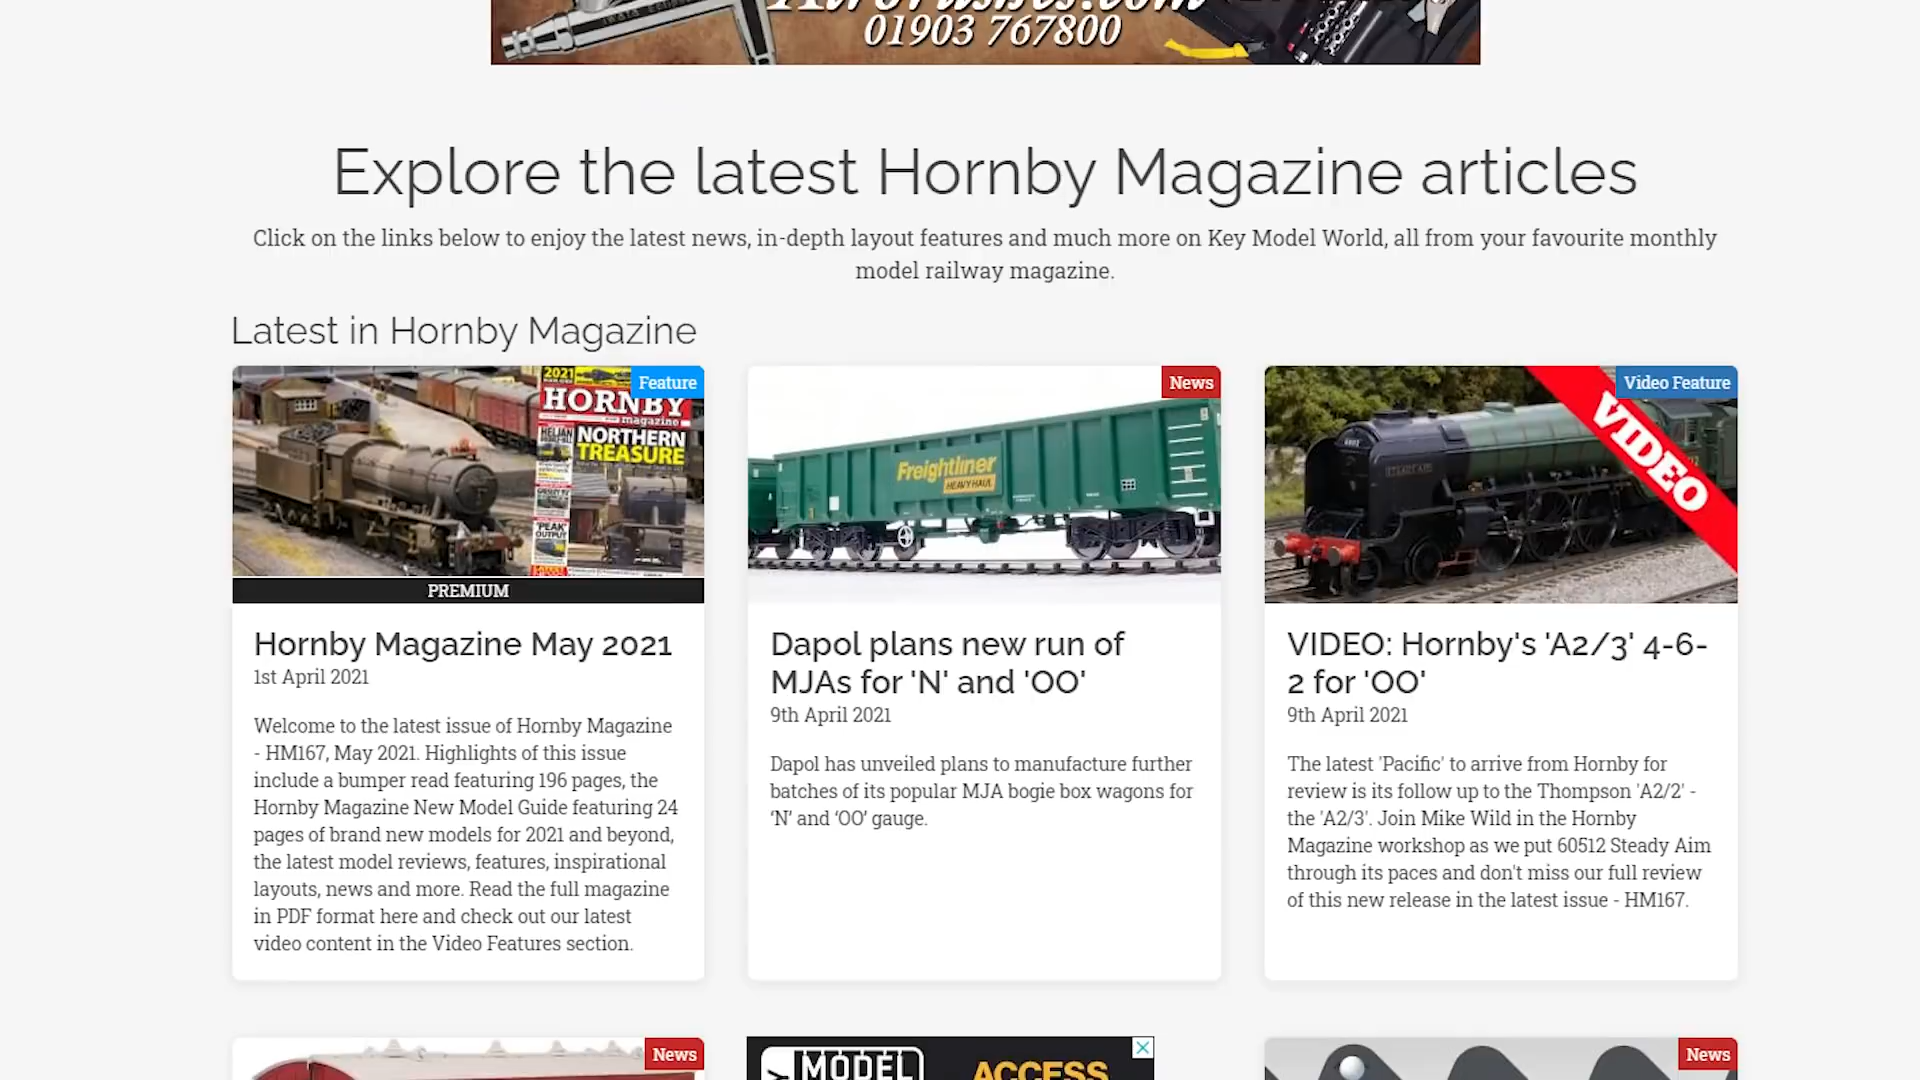 01903 767800
Explore the latest Hornby Magazine articles
Click on the links below to enjoy the latest news, in-depth layout features and much more on Key Model World, all from your favourite monthly
model railway magazine.
Latest in Hornby Magazine
Feature
2021
HORNBY
magazine
NORTHERN
TREASURE
'PEAK'
OUTPUT
PREMIUM
Hornby Magazine May 2021
1st April 2021
Welcome to the latest issue of Hornby Magazine
- HM167, May 2021. Highlights of this issue
include a bumper read featuring 196 pages, the
Hornby Magazine New Model Guide featuring 24
pages of brand new models for 2021 and beyond,
the latest model reviews, features, inspirational
layouts, news and more. Read the full magazine
in PDF format here and check out our latest
video content in the Video Features section.
News
Freightliner
HEAVY HAUL
Dapol plans new run of
MJAs for 'N' and 'OO'
9th April 2021
Dapol has unveiled plans to manufacture further
batches of its popular MJA bogie box wagons for
‘N’ and ‘OO’ gauge.
Video Feature
VIDEO
VIDEO: Hornby's 'A2/3' 4-6-
2 for 'OO'
9th April 2021
The latest 'Pacific' to arrive from Hornby for
review is its follow up to the Thompson 'A2/2' -
the 'A2/3'. Join Mike Wild in the Hornby
Magazine workshop as we put 60512 Steady Aim
through its paces and don't miss our full review
of this new release in the latest issue - HM167.
News
MODEL
ACCESS
News